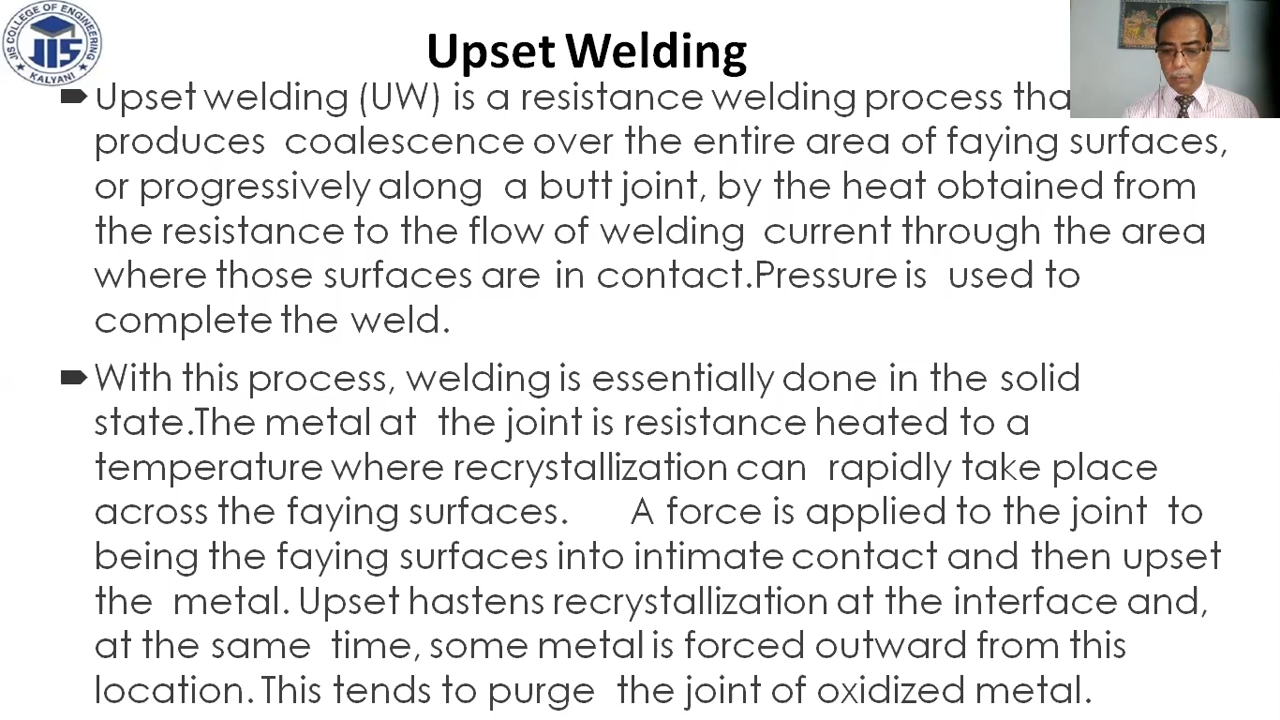 JIS COLLEGE OF ENGINEERING
JIS
KALYANI
Upset Welding
Upset welding (UW) is a resistance welding process tha
produces coalescence over the entire area of faying surfaces,
or progressively along a butt joint, by the heat obtained from
the resistance to the flow of welding current through the area
where those surfaces are in contact.Pressure is used to
complete the weld.
With this process, welding is essentially done in the solid
state.The metal at the joint is resistance heated to a
temperature where recrystallization can rapidly take place
across the faying surfaces. A force is applied to the joint to
being the faying surfaces into intimate contact and then upset
the metal. Upset hastens recrystallization at the interface and,
at the same time, some metal is forced outward from this
location. This tends to purge the joint of oxidized metal.